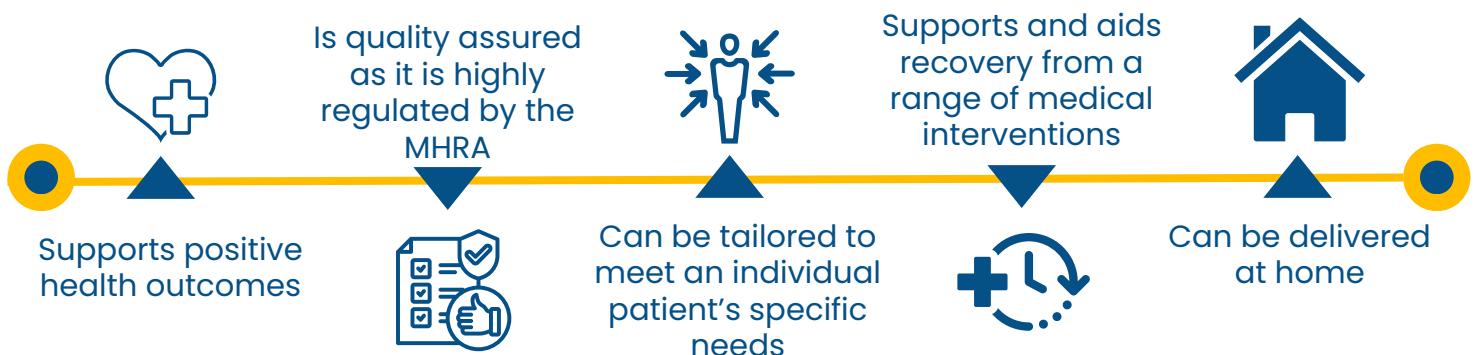 Supports positive
health outcomes
Is quality assured
as it is highly
regulated by the
MHRA
Can be tailored to
meet an individual
patient’s specific
needs
Supports and aids
recovery from a
range of medical
interventions
Can be delivered
at home